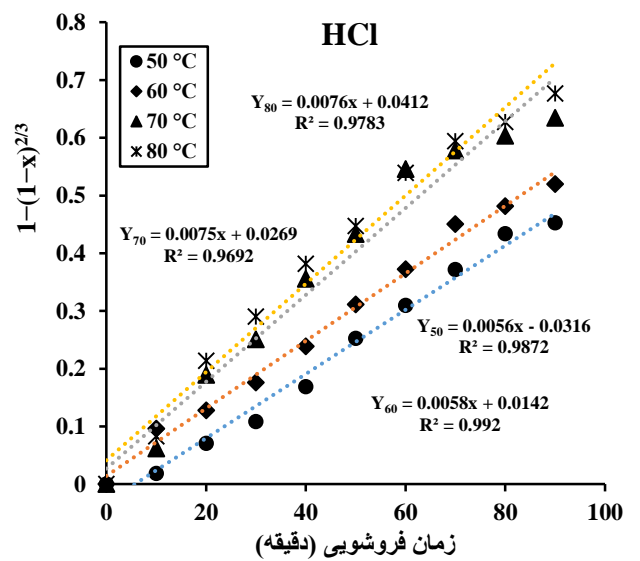 HCl
50 °C
60 °C
70 °C
80 °C
Y80 = 0.0076x + 0.0412
R² = 0.9783
Y70 = 0.0075x + 0.0269
R² = 0.9692
Y50 = 0.0056x - 0.0316
R² = 0.9872
Y60 = 0.0058x + 0.0142
R² = 0.992
1−(1−x)^2/3
0.8
0.7
0.6
0.5
0.4
0.3
0.2
0.1
0
0 20 40 60 80 100
زمان فروشویی (دقیقه)